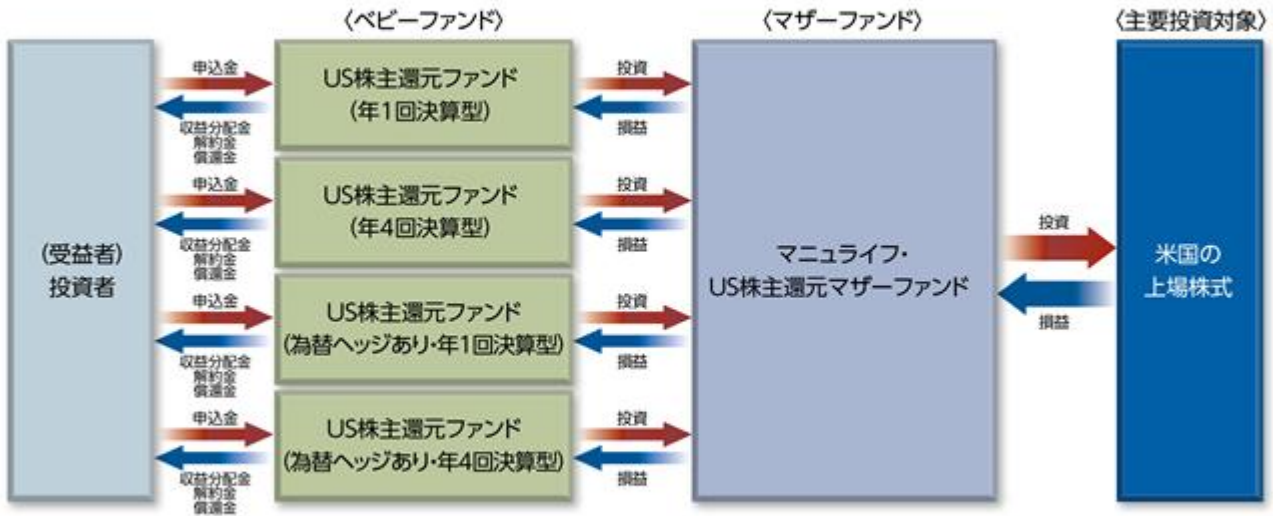 〈ベビーファンド〉
〈マザーファンド〉
〈主要投資対象〉
(受益者)
投資者
申込金
収益分配金
解約金
償還金
US株主還元ファンド
(年1回決算型)
投資
損益
申込金
収益分配金
解約金
償還金
US株主還元ファンド
(年4回決算型)
投資
損益
申込金
収益分配金
解約金
償還金
US株主還元ファンド
(為替ヘッジあり・年1回決算型)
投資
損益
申込金
収益分配金
解約金
償還金
US株主還元ファンド
(為替ヘッジあり・年4回決算型)
投資
損益
マニュライフ・
US株主還元マザーファンド
投資
損益
米国の
上場株式